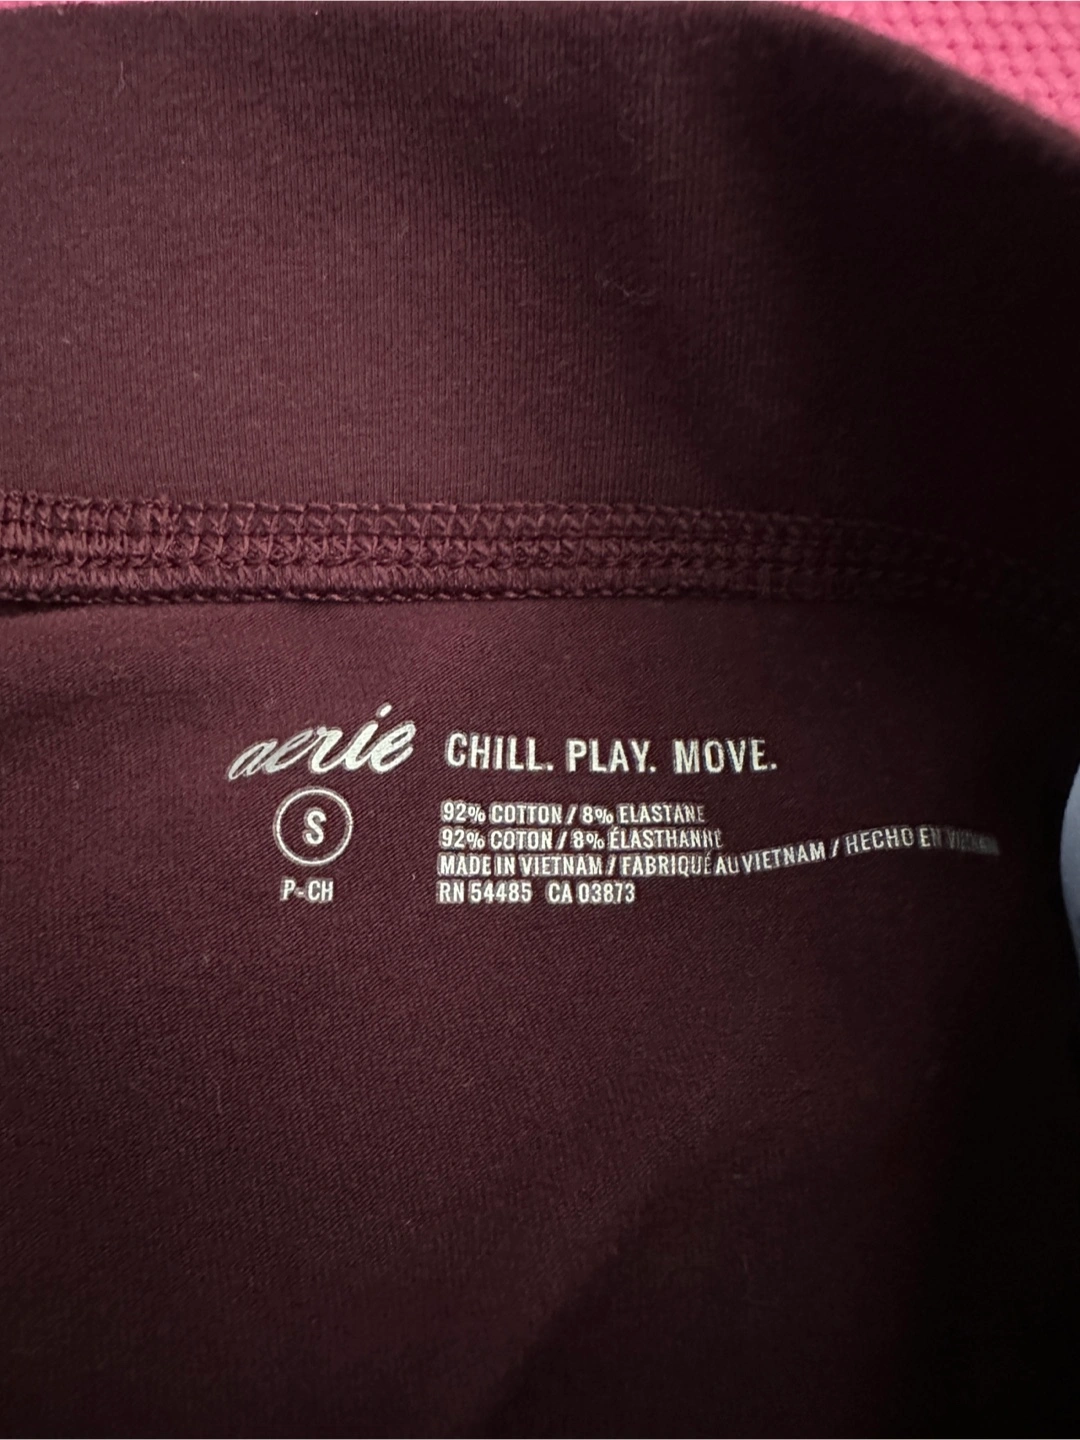 aerie CHILL. PLAY. MOVE.
S
P-CH
92% COTTON / 8% ELASTANE
92% COTON / 8% ÉLASTHANNE
MADE IN VIETNAM / FABRIQUÉ AU VIETNAM / HECHO EN VIETNAM
RN 54485 CA 03873